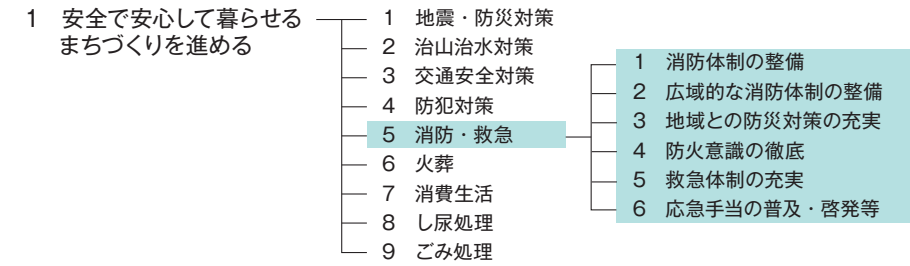 1 安全で安心して暮らせる
まちづくりを進める
1 地震・防災対策
2 治山治水対策
3 交通安全対策
4 防犯対策
5 消防・救急
6 火葬
7 消費生活
8 し尿処理
9 ごみ処理
1 消防体制の整備
2 広域的な消防体制の整備
3 地域との防災対策の充実
4 防火意識の徹底
5 救急体制の充実
6 応急手当の普及・啓発等